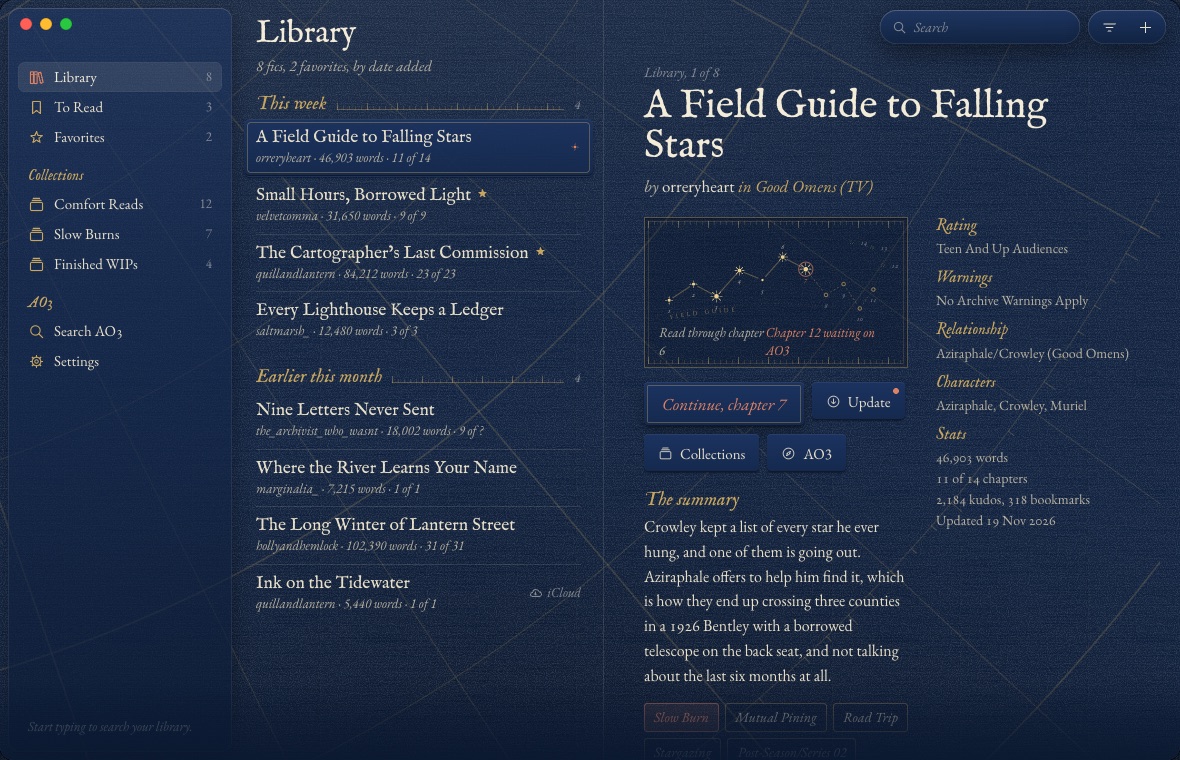 Library 8
To Read 3
Favorites 2
Collections
Comfort Reads 12
Slow Burns 7
Finished WIPs 4
AO3
Search AO3
Settings
Start typing to search your library.
Library
8 fics, 2 favorites, by date added
This week 4
A Field Guide to Falling Stars
orreryheart · 46,903 words · 11 of 14
Small Hours, Borrowed Light
velvetcomma · 31,650 words · 9 of 9
The Cartographer's Last Commission
quillandlantern · 84,212 words · 23 of 23
Every Lighthouse Keeps a Ledger
saltmarsh_ · 12,480 words · 3 of 3
Earlier this month 4
Nine Letters Never Sent
the_archivist_who_wasnt · 18,002 words · 9 of ?
Where the River Learns Your Name
marginalia_ · 7,215 words · 1 of 1
The Long Winter of Lantern Street
hollyandhemlock · 102,390 words · 31 of 31
Ink on the Tidewater
quillandlantern · 5,440 words · 1 of 1
iCloud
Search
Library, 1 of 8
A Field Guide to Falling
Stars
by orreryheart in Good Omens (TV)
FIELD GUIDE
Read through chapter
6
Chapter 12 waiting on
AO3
Continue, chapter 7
Update
Collections
AO3
The summary
Crowley kept a list of every star he ever
hung, and one of them is going out.
Aziraphale offers to help him find it, which
is how they end up crossing three counties
in a 1926 Bentley with a borrowed
telescope on the back seat, and not talking
about the last six months at all.
Slow Burn
Mutual Pining
Road Trip
Stargazing
Post-Season/Series 02
Rating
Teen And Up Audiences
Warnings
No Archive Warnings Apply
Relationship
Aziraphale/Crowley (Good Omens)
Characters
Aziraphale, Crowley, Muriel
Stats
46,903 words
11 of 14 chapters
2,184 kudos, 318 bookmarks
Updated 19 Nov 2026